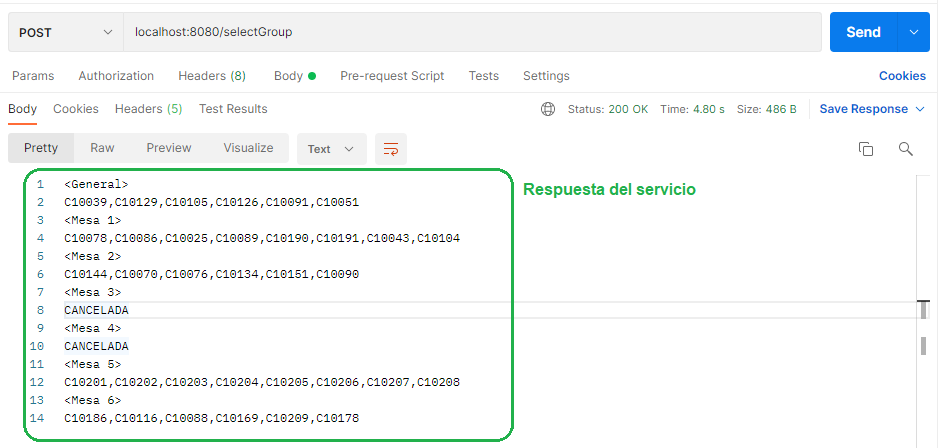 POST localhost:8080/selectGroup Send
Params Authorization Headers (8) Body Pre-request Script Tests Settings Cookies
Body Cookies Headers (5) Test Results Status: 200 OK Time: 4.80 s Size: 486 B Save Response
Pretty Raw Preview Visualize Text
1 <General>
Respuesta del servicio
2 C10039,C10129,C10105,C10126,C10091,C10051
3 <Mesa 1>
4 C10078,C10086,C10025,C10089,C10190,C10191,C10043,C10104
5 <Mesa 2>
6 C10144,C10070,C10076,C10134,C10151,C10090
7 <Mesa 3>
8 CANCELADA
9 <Mesa 4>
10 CANCELADA
11 <Mesa 5>
12 C10201,C10202,C10203,C10204,C10205,C10206,C10207,C10208
13 <Mesa 6>
14 C10186,C10116,C10088,C10169,C10209,C10178